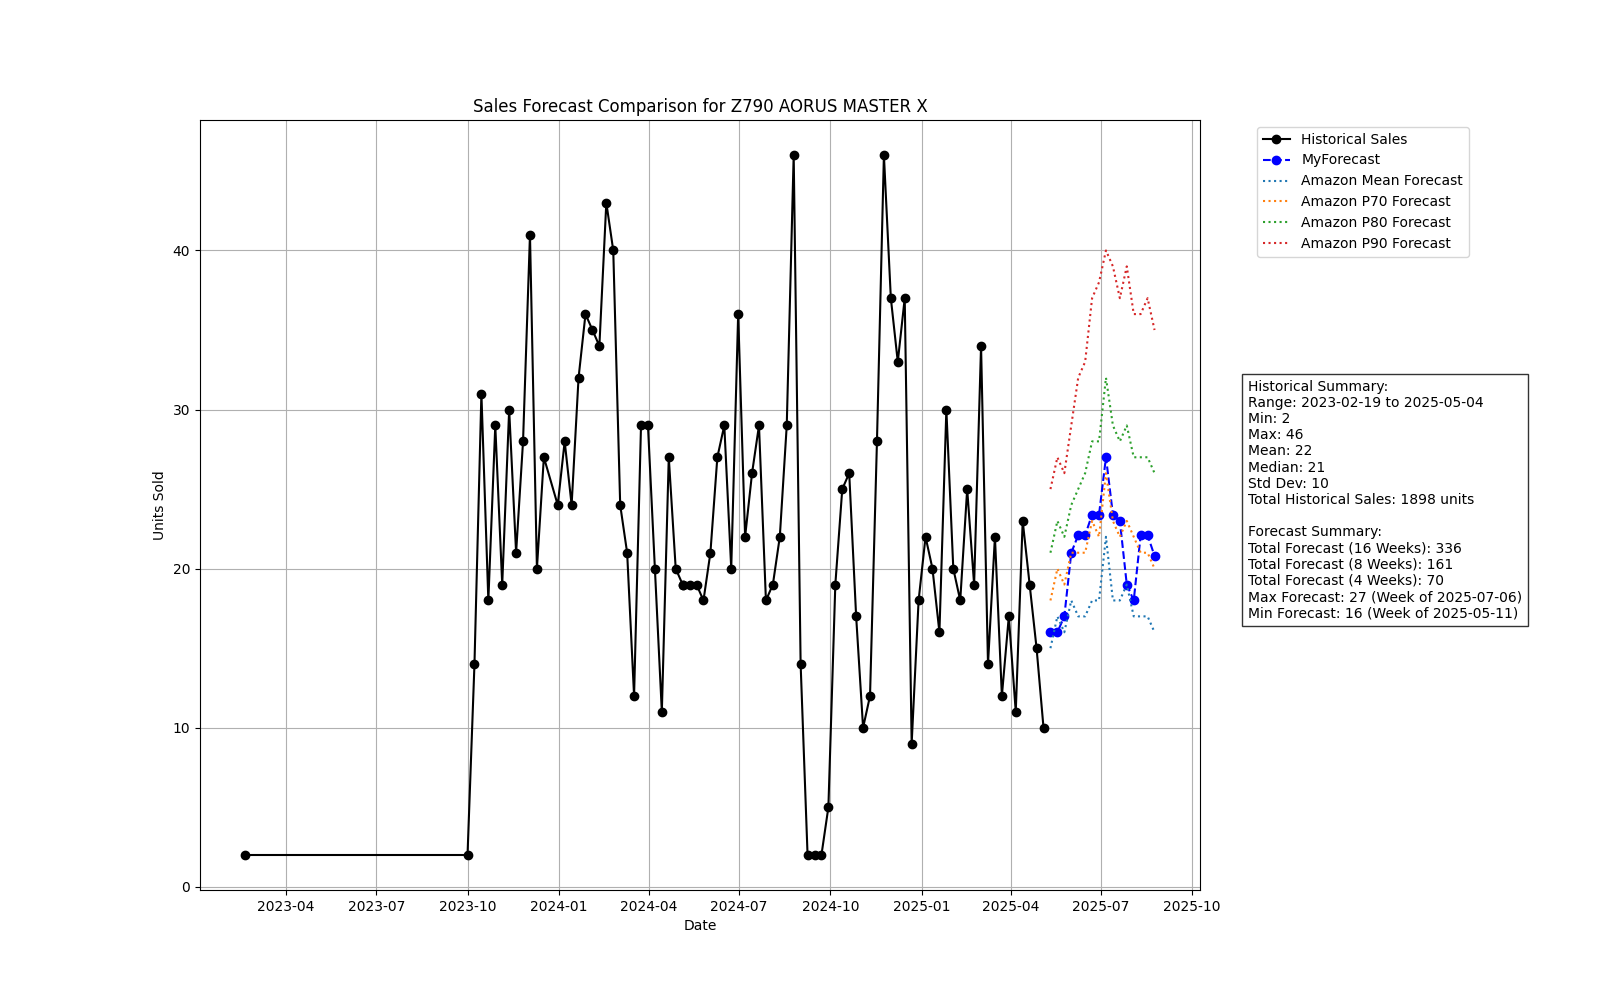 Sales Forecast Comparison for Z790 AORUS MASTER X
Historical Sales
MyForecast
Amazon Mean Forecast
Amazon P70 Forecast
Amazon P80 Forecast
Amazon P90 Forecast
Units Sold
40
30
20
10
0
Historical Summary:
Range: 2023-02-19 to 2025-05-04
Min: 2
Max: 46
Mean: 22
Median: 21
Std Dev: 10
Total Historical Sales: 1898 units
Forecast Summary:
Total Forecast (16 Weeks): 336
Total Forecast (8 Weeks): 161
Total Forecast (4 Weeks): 70
Max Forecast: 27 (Week of 2025-07-06)
Min Forecast: 16 (Week of 2025-05-11)
2023-04 2023-07 2023-10 2024-01 2024-04 2024-07 2024-10 2025-01 2025-04 2025-07 2025-10
Date